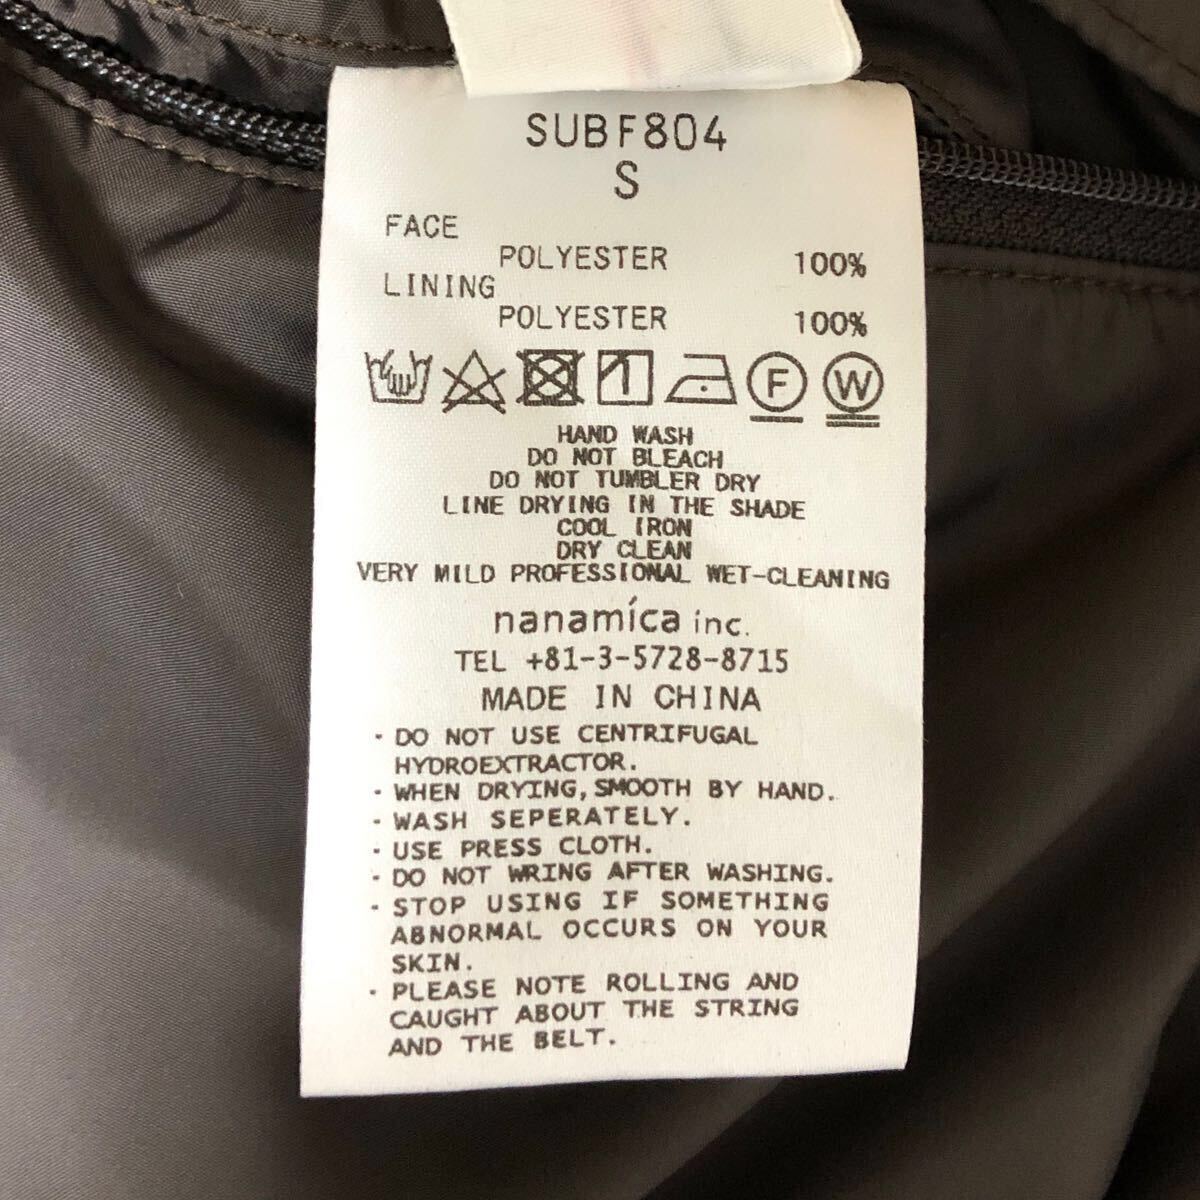 SUBF804
S
FACE
POLYESTER 100%
LINING
POLYESTER 100%
F W
HAND WASH
DO NOT BLEACH
DO NOT TUMBLER DRY
LINE DRYING IN THE SHADE
COOL IRON
DRY CLEAN
VERY MILD PROFESSIONAL WET-CLEANING
nanamíca inc.
TEL +81-3-5728-8715
MADE IN CHINA
・DO NOT USE CENTRIFUGAL
HYDROEXTRACTOR.
・WHEN DRYING,SMOOTH BY HAND.
・WASH SEPERATELY.
・USE PRESS CLOTH.
・DO NOT WRING AFTER WASHING.
・STOP USING IF SOMETHING
ABNORMAL OCCURS ON YOUR
SKIN.
・PLEASE NOTE ROLLING AND
CAUGHT ABOUT THE STRING
AND THE BELT.